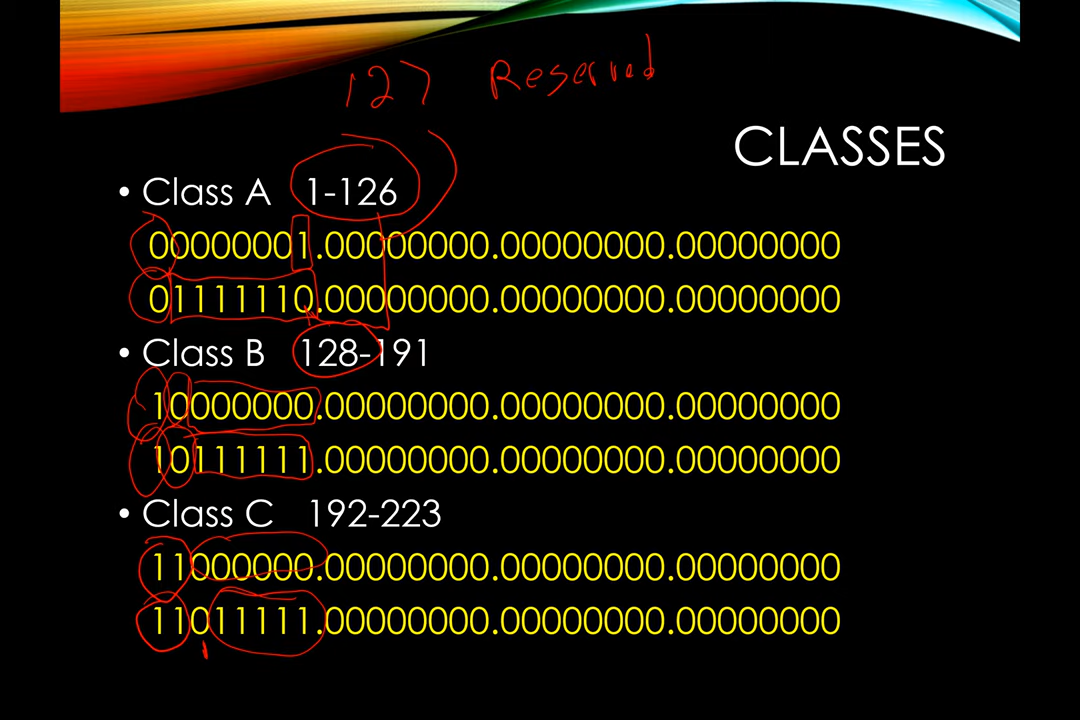 127 Reserved
CLASSES
• Class A 1-126
00000001.00000000.00000000.00000000
01111110.00000000.00000000.00000000
• Class B 128-191
10000000.00000000.00000000.00000000
10111111.00000000.00000000.00000000
• Class C 192-223
11000000.00000000.00000000.00000000
11011111.00000000.00000000.00000000